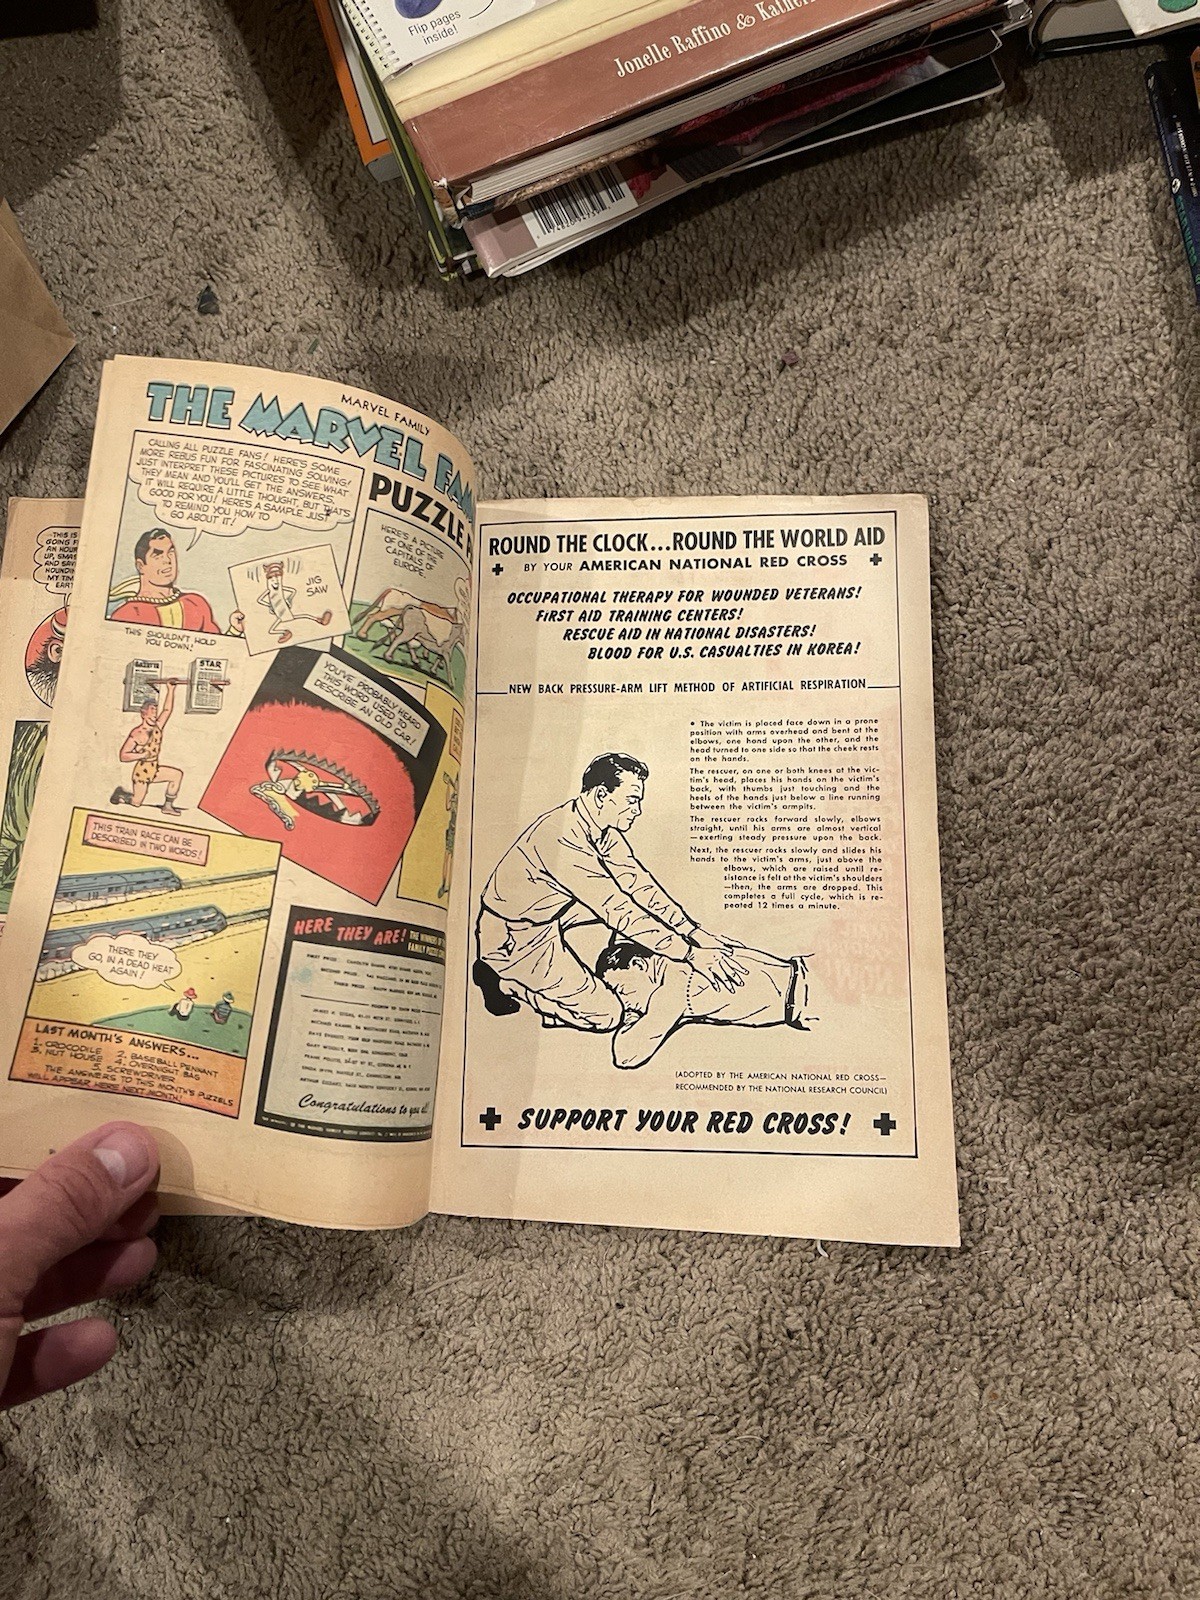 Flip pages
inside!
Jonelle Raffino &
MARVEL FAMILY
THE MARVEL
PUZZLE
CALLING ALL PUZZLE FANS! HERE'S SOME
MORE REBUS FUN FOR FASCINATING SOLVING!
JUST INTERPRET THESE PICTURES TO SEE WHAT
THEY MEAN AND YOU'LL GET THE ANSWERS.
IT WILL REQUIRE A LITTLE THOUGHT, BUT THAT'S
GOOD FOR YOU! HERE'S A SAMPLE JUST
TO REMIND YOU HOW TO
GO ABOUT IT!
JIG
SAW
HERE'S A PICTURE
OF ONE OF THE
CAPITALS OF
EUROPE.
THIS SHOULDN'T HOLD
YOU DOWN!
GAZETTE
STAR
YOU'VE PROBABLY HEARD
THIS WORD USED TO
DESCRIBE AN OLD CAR!
THIS TRAIN RACE CAN BE
DESCRIBED IN TWO WORDS!
THERE THEY
GO, IN A DEAD HEAT
AGAIN!
LAST MONTH'S ANSWERS...
1. CROCODILE 2. BASEBALL PENNANT
3. NUT HOUSE 4. OVERNIGHT BAG
5. SCREWDRIVER
THE ANSWERS TO THIS MONTH'S PUZZELS
WILL APPEAR HERE NEXT MONTH!
HERE THEY ARE! THE WINNERS OF
FAMILY PUZZLE
Congratulations to you all
ROUND THE CLOCK...ROUND THE WORLD AID
BY YOUR AMERICAN NATIONAL RED CROSS
OCCUPATIONAL THERAPY FOR WOUNDED VETERANS!
FIRST AID TRAINING CENTERS!
RESCUE AID IN NATIONAL DISASTERS!
BLOOD FOR U.S. CASUALTIES IN KOREA!
NEW BACK PRESSURE-ARM LIFT METHOD OF ARTIFICIAL RESPIRATION
• The victim is placed face down in a prone
position with arms overhead and bent at the
elbows, one hand upon the other, and the
head turned to one side so that the cheek rests
on the hands.
The rescuer, on one or both knees at the vic-
tim's head, places his hands on the victim's
back, with thumbs just touching and the
heels of the hands just below a line running
between the victim's armpits.
The rescuer rocks forward slowly, elbows
straight, until his arms are almost vertical
—exerting steady pressure upon the back.
Next, the rescuer rocks slowly and slides his
hands to the victim's arms, just above the
elbows, which are raised until re-
sistance is felt at the victim's shoulders
—then, the arms are dropped. This
completes a full cycle, which is re-
peated 12 times a minute.
(ADOPTED BY THE AMERICAN NATIONAL RED CROSS—
RECOMMENDED BY THE NATIONAL RESEARCH COUNCIL)
SUPPORT YOUR RED CROSS!